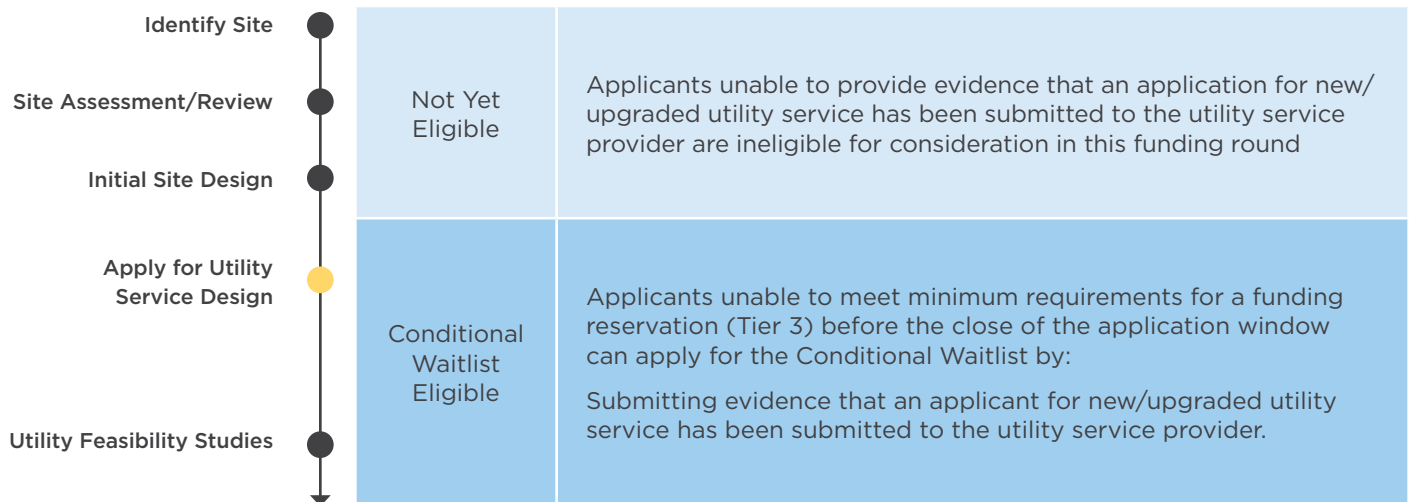 Identify Site
Site Assessment/Review
Initial Site Design
Apply for Utility
Service Design
Utility Feasibility Studies
Not Yet
Eligible
Applicants unable to provide evidence that an application for new/
upgraded utility service has been submitted to the utility service
provider are ineligible for consideration in this funding round
Conditional
Waitlist
Eligible
Applicants unable to meet minimum requirements for a funding
reservation (Tier 3) before the close of the application window
can apply for the Conditional Waitlist by:
Submitting evidence that an applicant for new/upgraded utility
service has been submitted to the utility service provider.